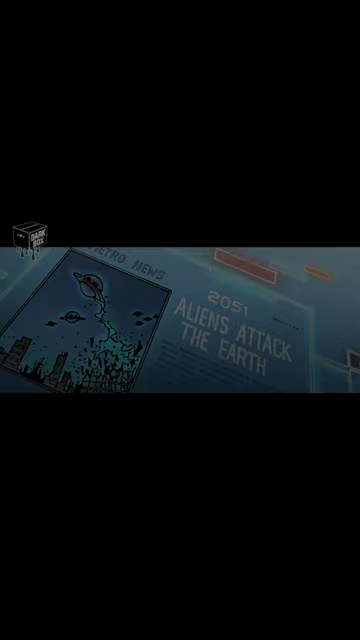 DARK
BOX
METRO NEWS
2051
ALIENS ATTACK
THE EARTH